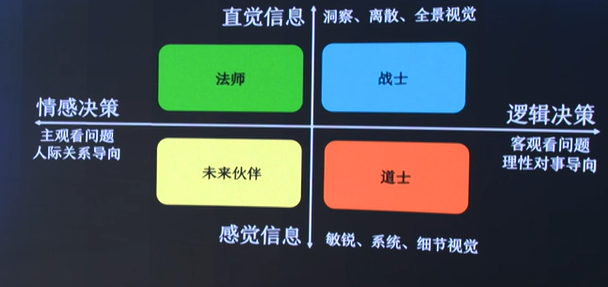 直觉信息
洞察、离散、全景视觉
法师
战士
情感决策
主观看问题
人际关系导向
逻辑决策
客观看问题
理性对事导向
未来伙伴
道士
感觉信息
敏锐、系统、细节视觉